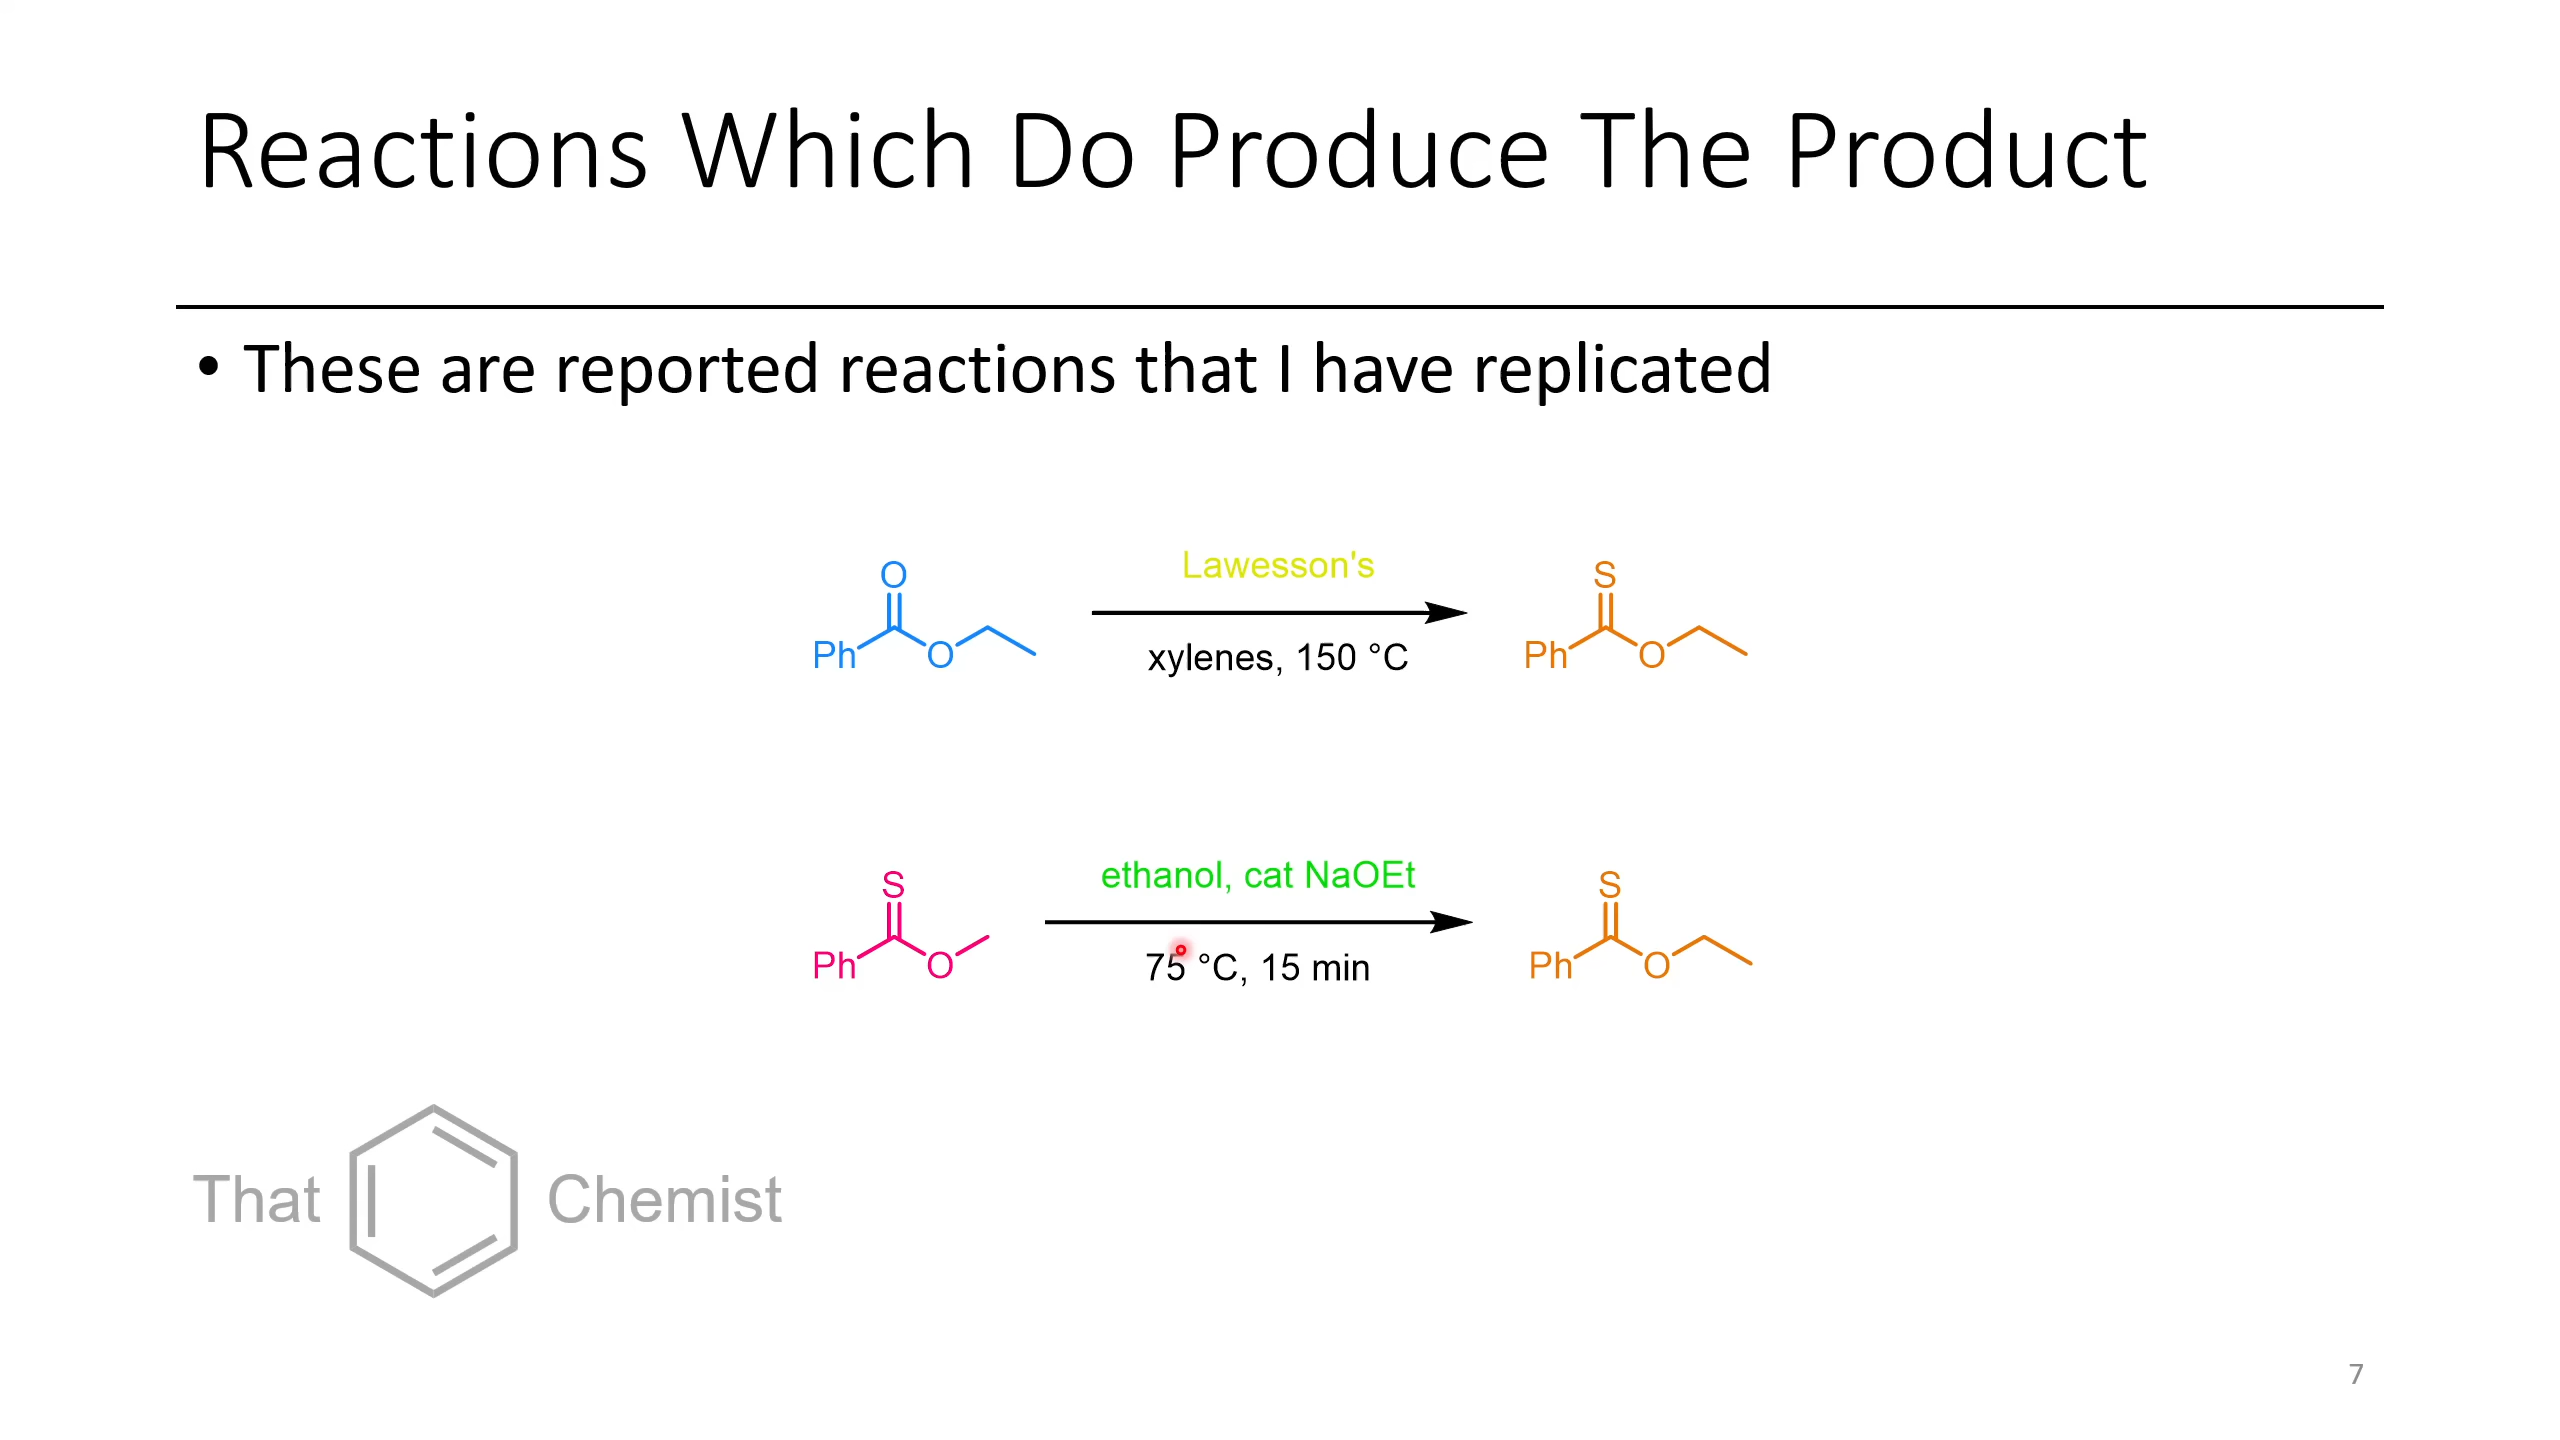 Reactions Which Do Produce The Product
• These are reported reactions that I have replicated
O
Ph O
Lawesson's
xylenes, 150 °C
S
Ph O
S
Ph O
ethanol, cat NaOEt
75 °C, 15 min
S
Ph O
That Chemist
7